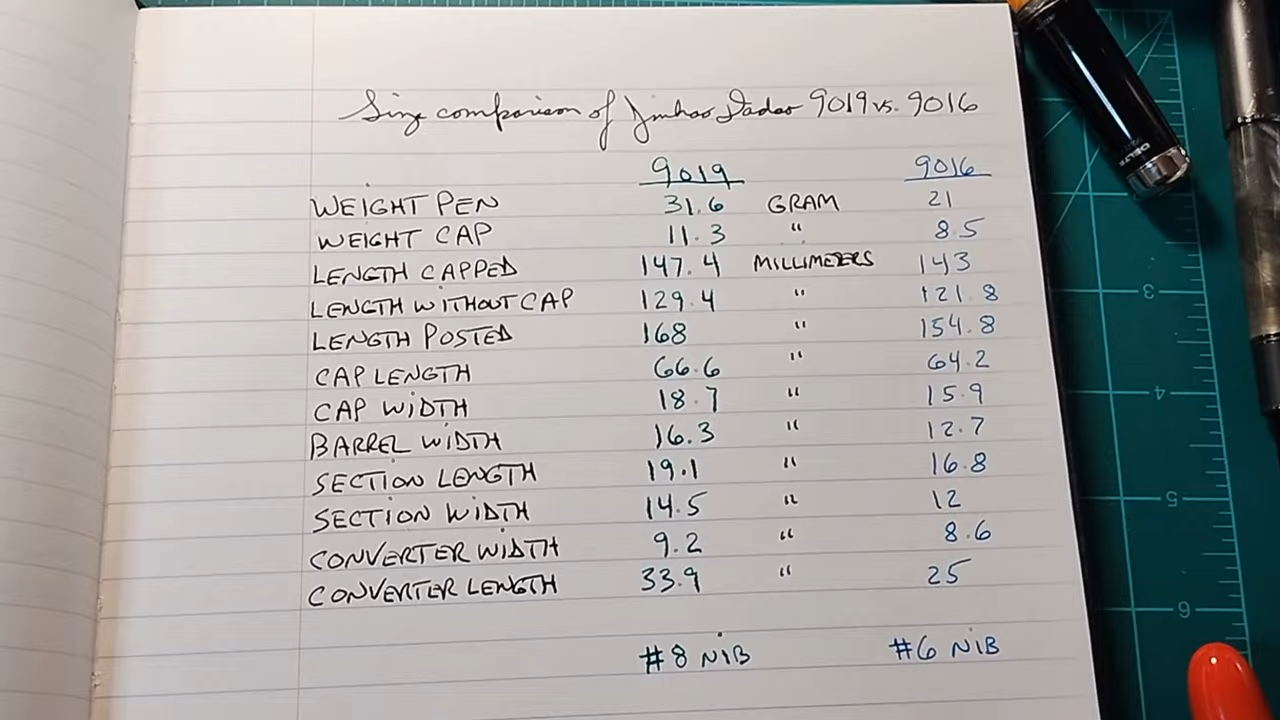 Size comparison of Jinhao Dadao 9019 vs. 9016
9019 9016
WEIGHT PEN 31.6 GRAM 21
WEIGHT CAP 11.3 " 8.5
LENGTH CAPPED 147.4 MILLIMETERS 143
LENGTH WITHOUT CAP 129.4 " 121.8
LENGTH POSTED 168 " 154.8
CAP LENGTH 66.6 " 64.2
CAP WIDTH 18.7 " 15.9
BARREL WIDTH 16.3 " 12.7
SECTION LENGTH 19.1 " 16.8
SECTION WIDTH 14.5 " 12
CONVERTER WIDTH 9.2 " 8.6
CONVERTER LENGTH 33.9 " 25
#8 NIB #6 NIB
3
4
5
6